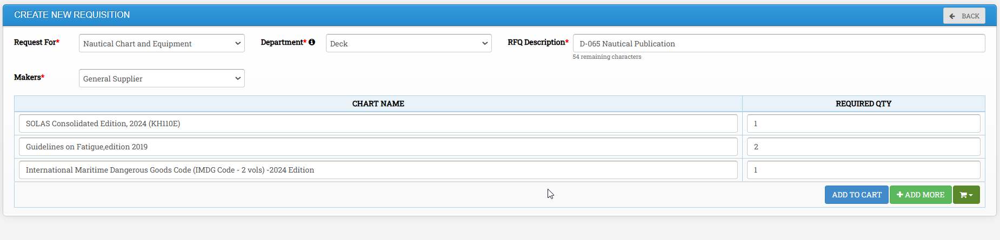 CREATE NEW REQUISITION
BACK
Request For*
Nautical Chart and Equipment
Department*
Deck
RFQ Description*
D-065 Nautical Publication
54 remaining characters
Makers*
General Supplier
CHART NAME
REQUIRED QTY
SOLAS Consolidated Edition, 2024 (KH110E)
1
Guidelines on Fatigue,edition 2019
2
International Maritime Dangerous Goods Code (IMDG Code - 2 vols) -2024 Edition
1
ADD TO CART
ADD MORE